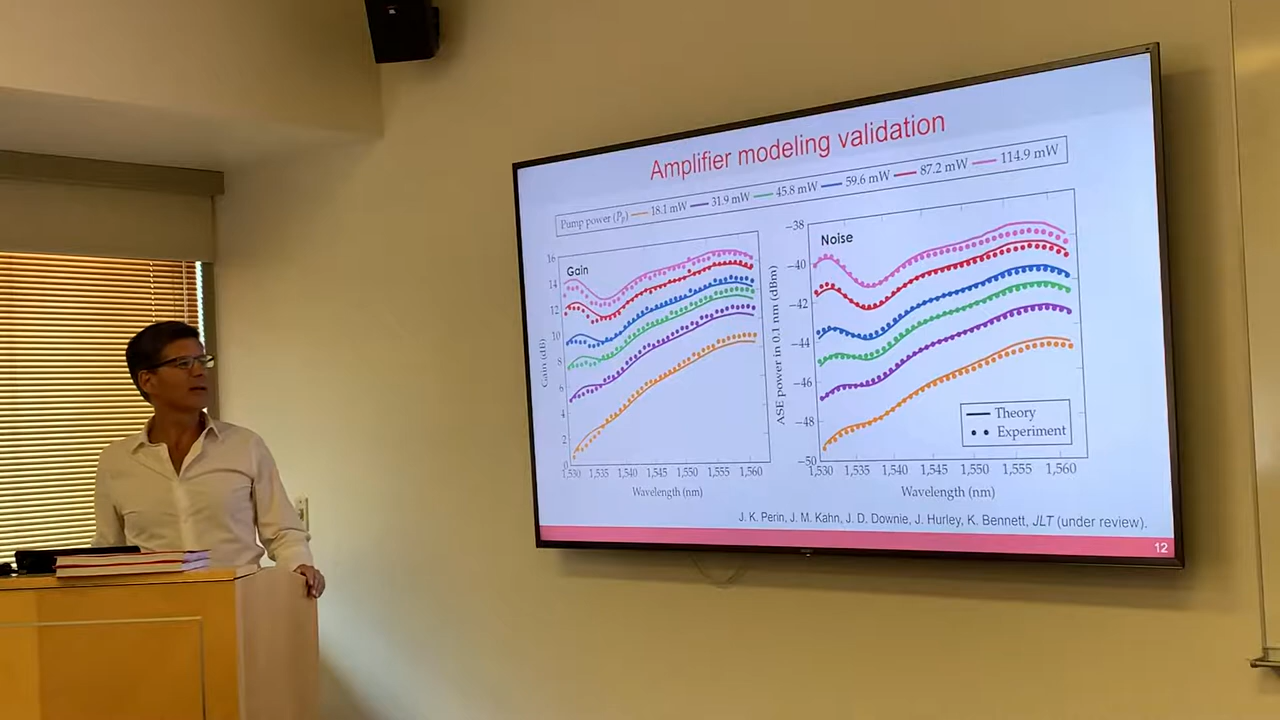 Amplifier modeling validation
Pump power (Pp) 18.1 mW 31.9 mW 45.8 mW 59.6 mW 87.2 mW 114.9 mW
Gain
Gain (dB)
16
14
12
10
8
6
4
2
0
1,530 1,535 1,540 1,545 1,550 1,555 1,560
Wavelength (nm)
Noise
ASE power in 0.1 nm (dBm)
−38
−40
−42
−44
−46
−48
−50
1,530 1,535 1,540 1,545 1,550 1,555 1,560
Wavelength (nm)
Theory
Experiment
J. K. Perin, J. M. Kahn, J. D. Downie, J. Hurley, K. Bennett, JLT (under review).
12